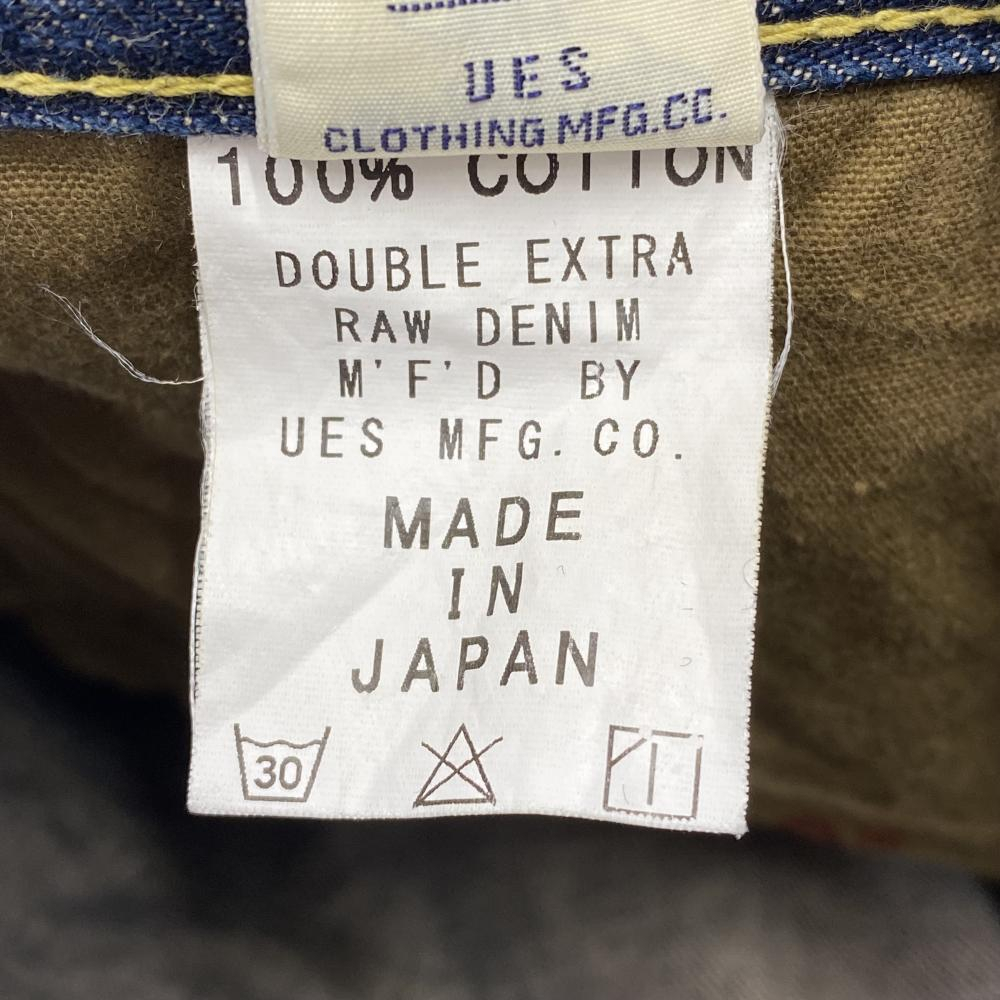 UES
CLOTHING MFG.CO.
100% COTTON
DOUBLE EXTRA
RAW DENIM
M'F'D BY
UES MFG. CO.
MADE
IN
JAPAN
30